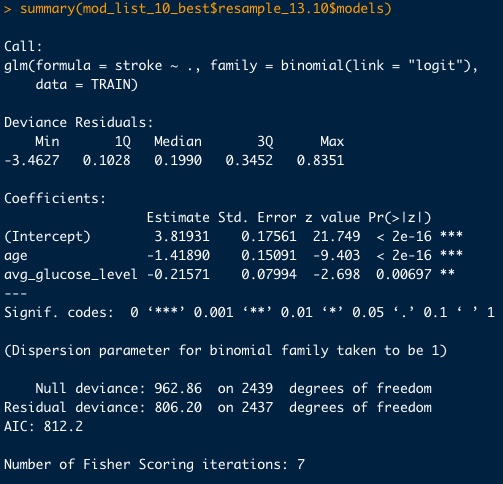 > summary(mod_list_10_best$resample_13.10$models)

Call:
glm(formula = stroke ~ ., family = binomial(link = "logit"),
    data = TRAIN)

Deviance Residuals:
    Min       1Q   Median       3Q      Max
-3.4627   0.1028   0.1990   0.3452   0.8351

Coefficients:
                  Estimate Std. Error z value Pr(>|z|)
(Intercept)        3.81931    0.17561  21.749  < 2e-16 ***
age               -1.41890    0.15091  -9.403  < 2e-16 ***
avg_glucose_level -0.21571    0.07994  -2.698  0.00697 **
---
Signif. codes:  0 ‘***’ 0.001 ‘**’ 0.01 ‘*’ 0.05 ‘.’ 0.1 ‘ ’ 1

(Dispersion parameter for binomial family taken to be 1)

    Null deviance: 962.86  on 2439  degrees of freedom
Residual deviance: 806.20  on 2437  degrees of freedom
AIC: 812.2

Number of Fisher Scoring iterations: 7